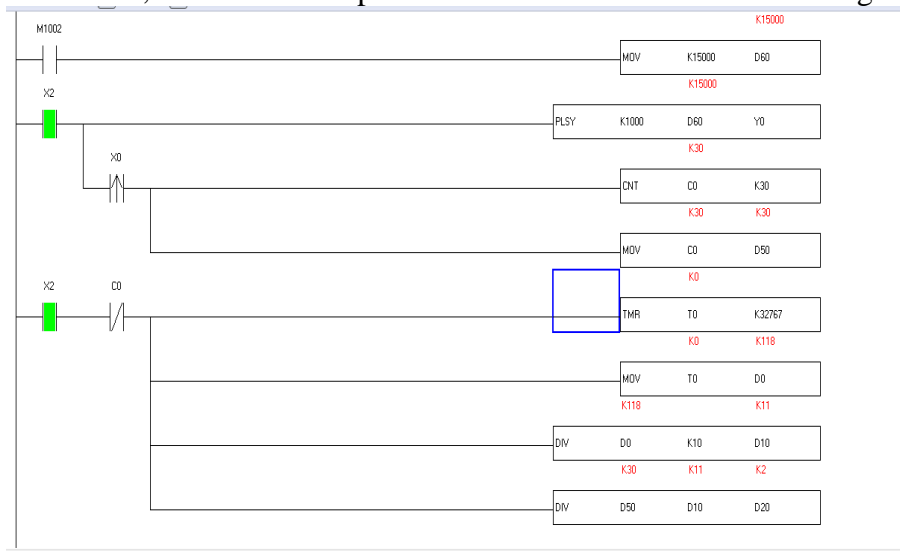 K15000
M1002
MOV K15000 D60
K15000
X2
PLSY K1000 D60 Y0
K30
X0
CNT C0 K30
K30 K30
MOV C0 D50
K0
X2 C0
TMR T0 K32767
K0 K118
MOV T0 D0
K118 K11
DIV D0 K10 D10
K30 K11 K2
DIV D50 D10 D20